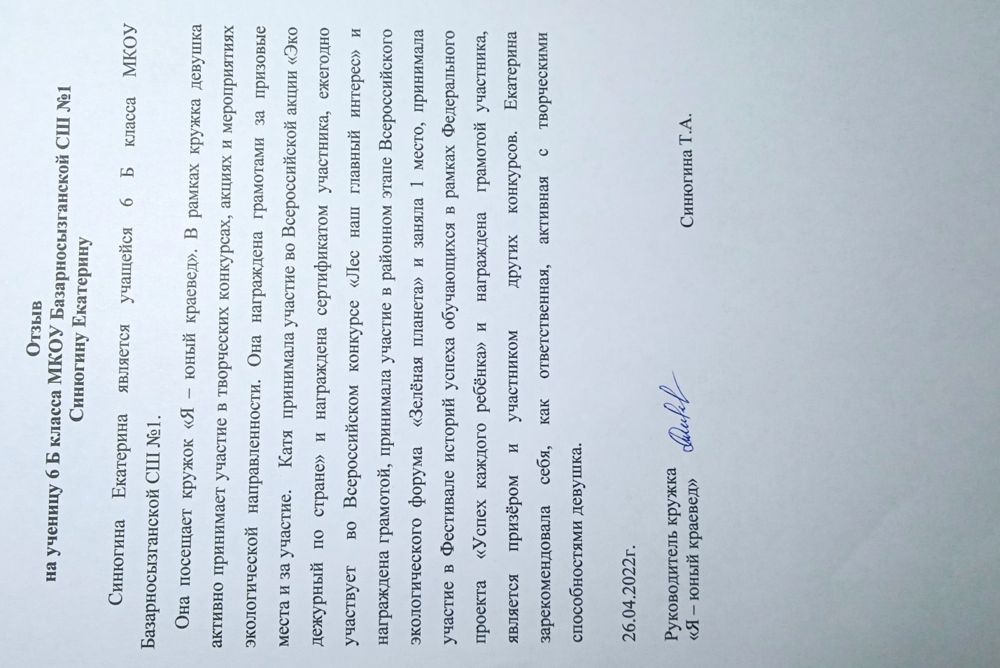 Отзыв
на ученицу 6 Б класса МКОУ Базарносызганской СШ №1
Синюгину Екатерину
Синюгина Екатерина является учащейся 6 Б класса МКОУ
Базарносызганской СШ №1.
Она посещает кружок «Я – юный краевед». В рамках кружка девушка
активно принимает участие в творческих конкурсах, акциях и мероприятиях
экологической направленности. Она награждена грамотами за призовые
места и за участие. Катя принимала участие во Всероссийской акции «Эко
дежурный по стране» и награждена сертификатом участника, ежегодно
участвует во Всероссийском конкурсе «Лес наш главный интерес» и
награждена грамотой, принимала участие в районном этапе Всероссийского
экологического форума «Зелёная планета» и заняла 1 место, принимала
участие в Фестивале историй успеха обучающихся в рамках Федерального
проекта «Успех каждого ребёнка» и награждена грамотой участника,
является призёром и участником других конкурсов. Екатерина
зарекомендовала себя, как ответственная, активная с творческими
способностями девушка.
26.04.2022г.
Руководитель кружка
«Я – юный краевед» Синюгина Т.А.